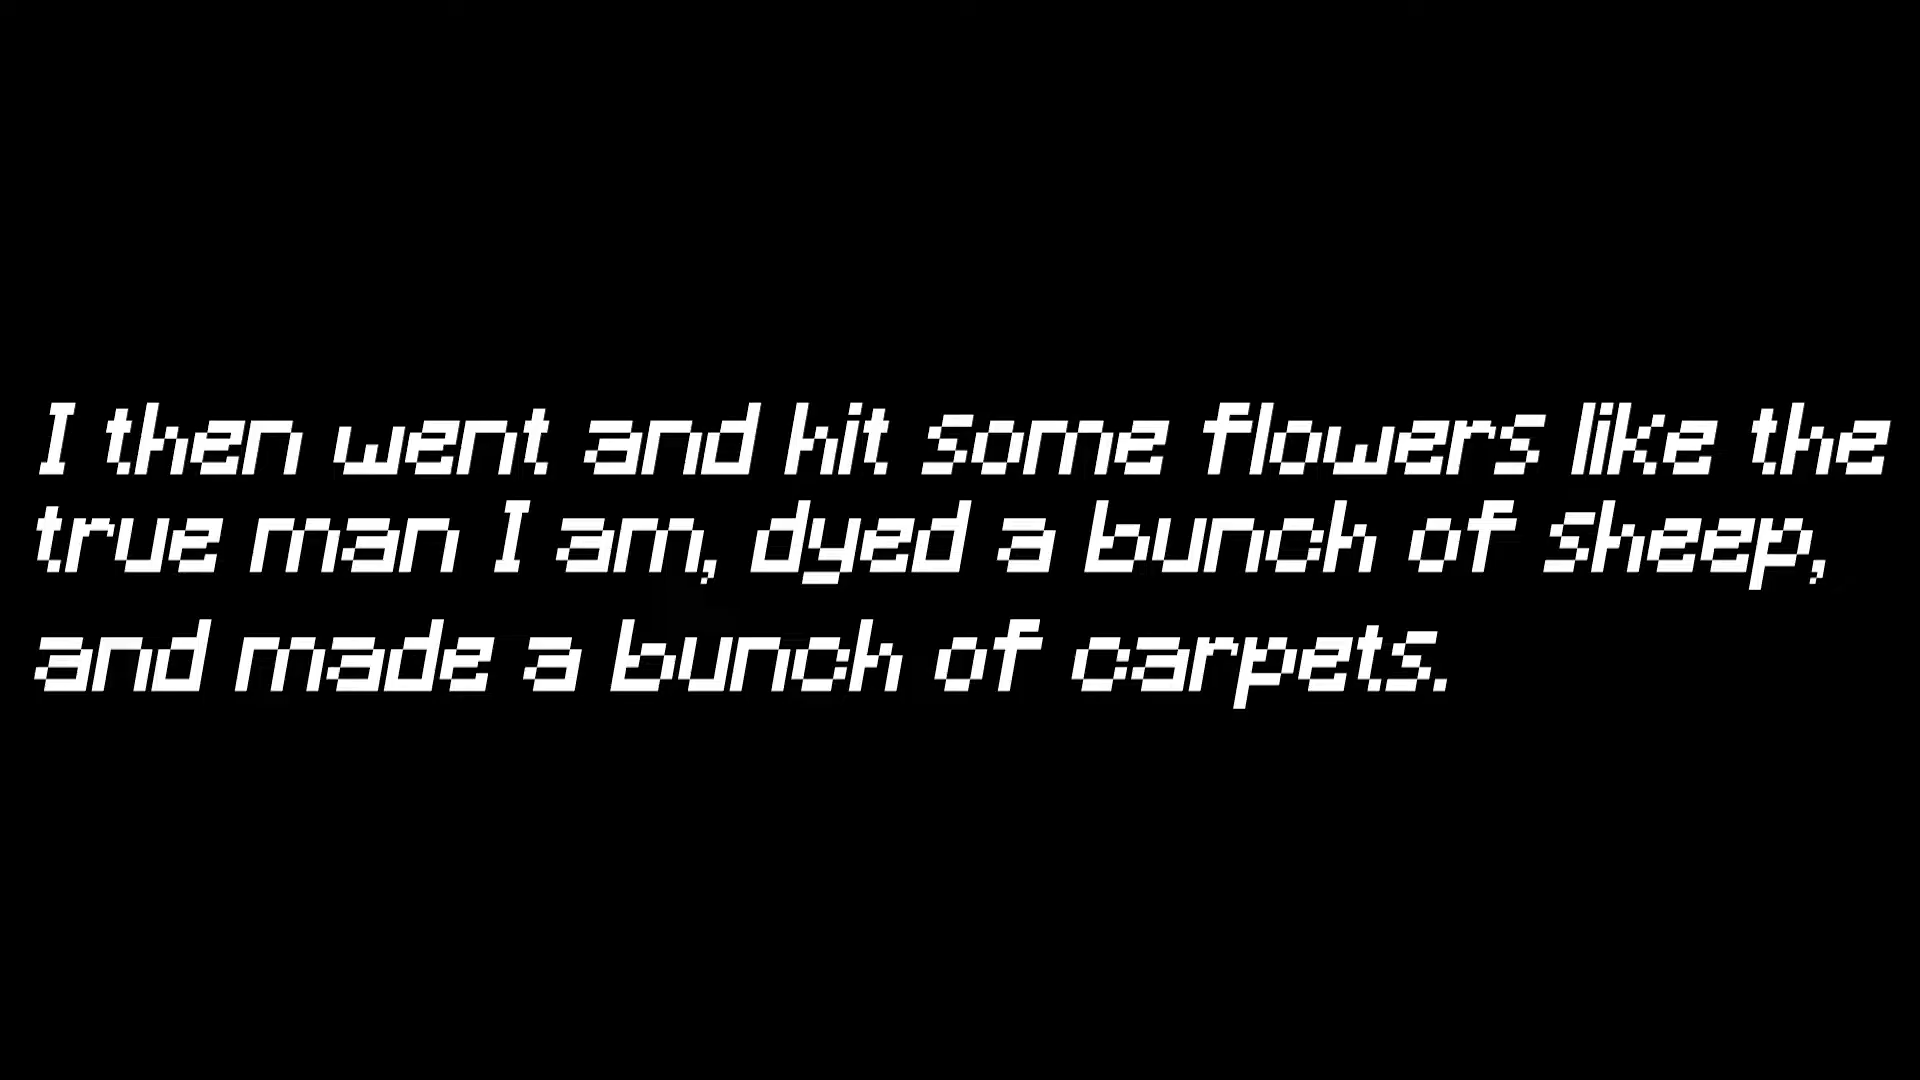 I then went and hit some flowers like the
true man I am, dyed a bunch of sheep,
and made a bunch of carpets.